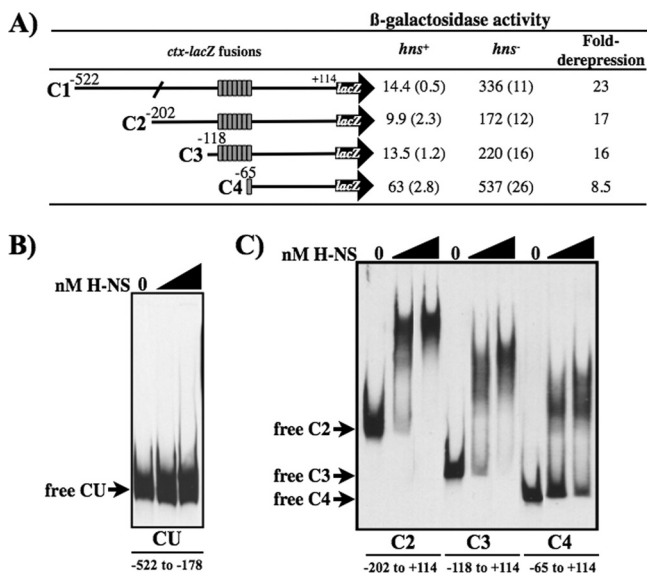 A)
ß-galactosidase activity
ctx-lacZ fusions
hns+
hns-
Fold-derepression
C1 -522 +114 lacZ 14.4 (0.5) 336 (11) 23
C2 -202 lacZ 9.9 (2.3) 172 (12) 17
C3 -118 lacZ 13.5 (1.2) 220 (16) 16
C4 -65 lacZ 63 (2.8) 537 (26) 8.5
B)
nM H-NS 0
free CU
CU
-522 to -178
C)
nM H-NS 0 0 0
free C2
free C3
free C4
C2 C3 C4
-202 to +114 -118 to +114 -65 to +114